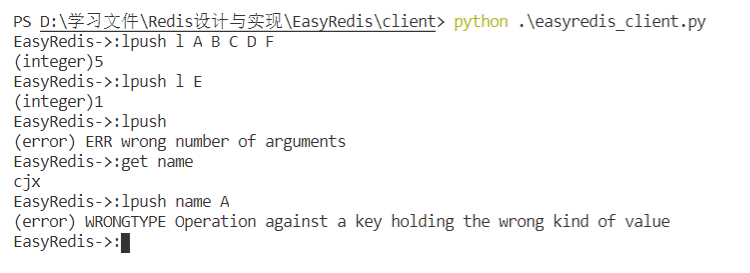 PS D:\学习文件\Redis设计与实现\EasyRedis\client> python .\easyredis_client.py
EasyRedis->:lpush l A B C D F
(integer)5
EasyRedis->:lpush l E
(integer)1
EasyRedis->:lpush
(error) ERR wrong number of arguments
EasyRedis->:get name
cjx
EasyRedis->:lpush name A
(error) WRONGTYPE Operation against a key holding the wrong kind of value
EasyRedis->: